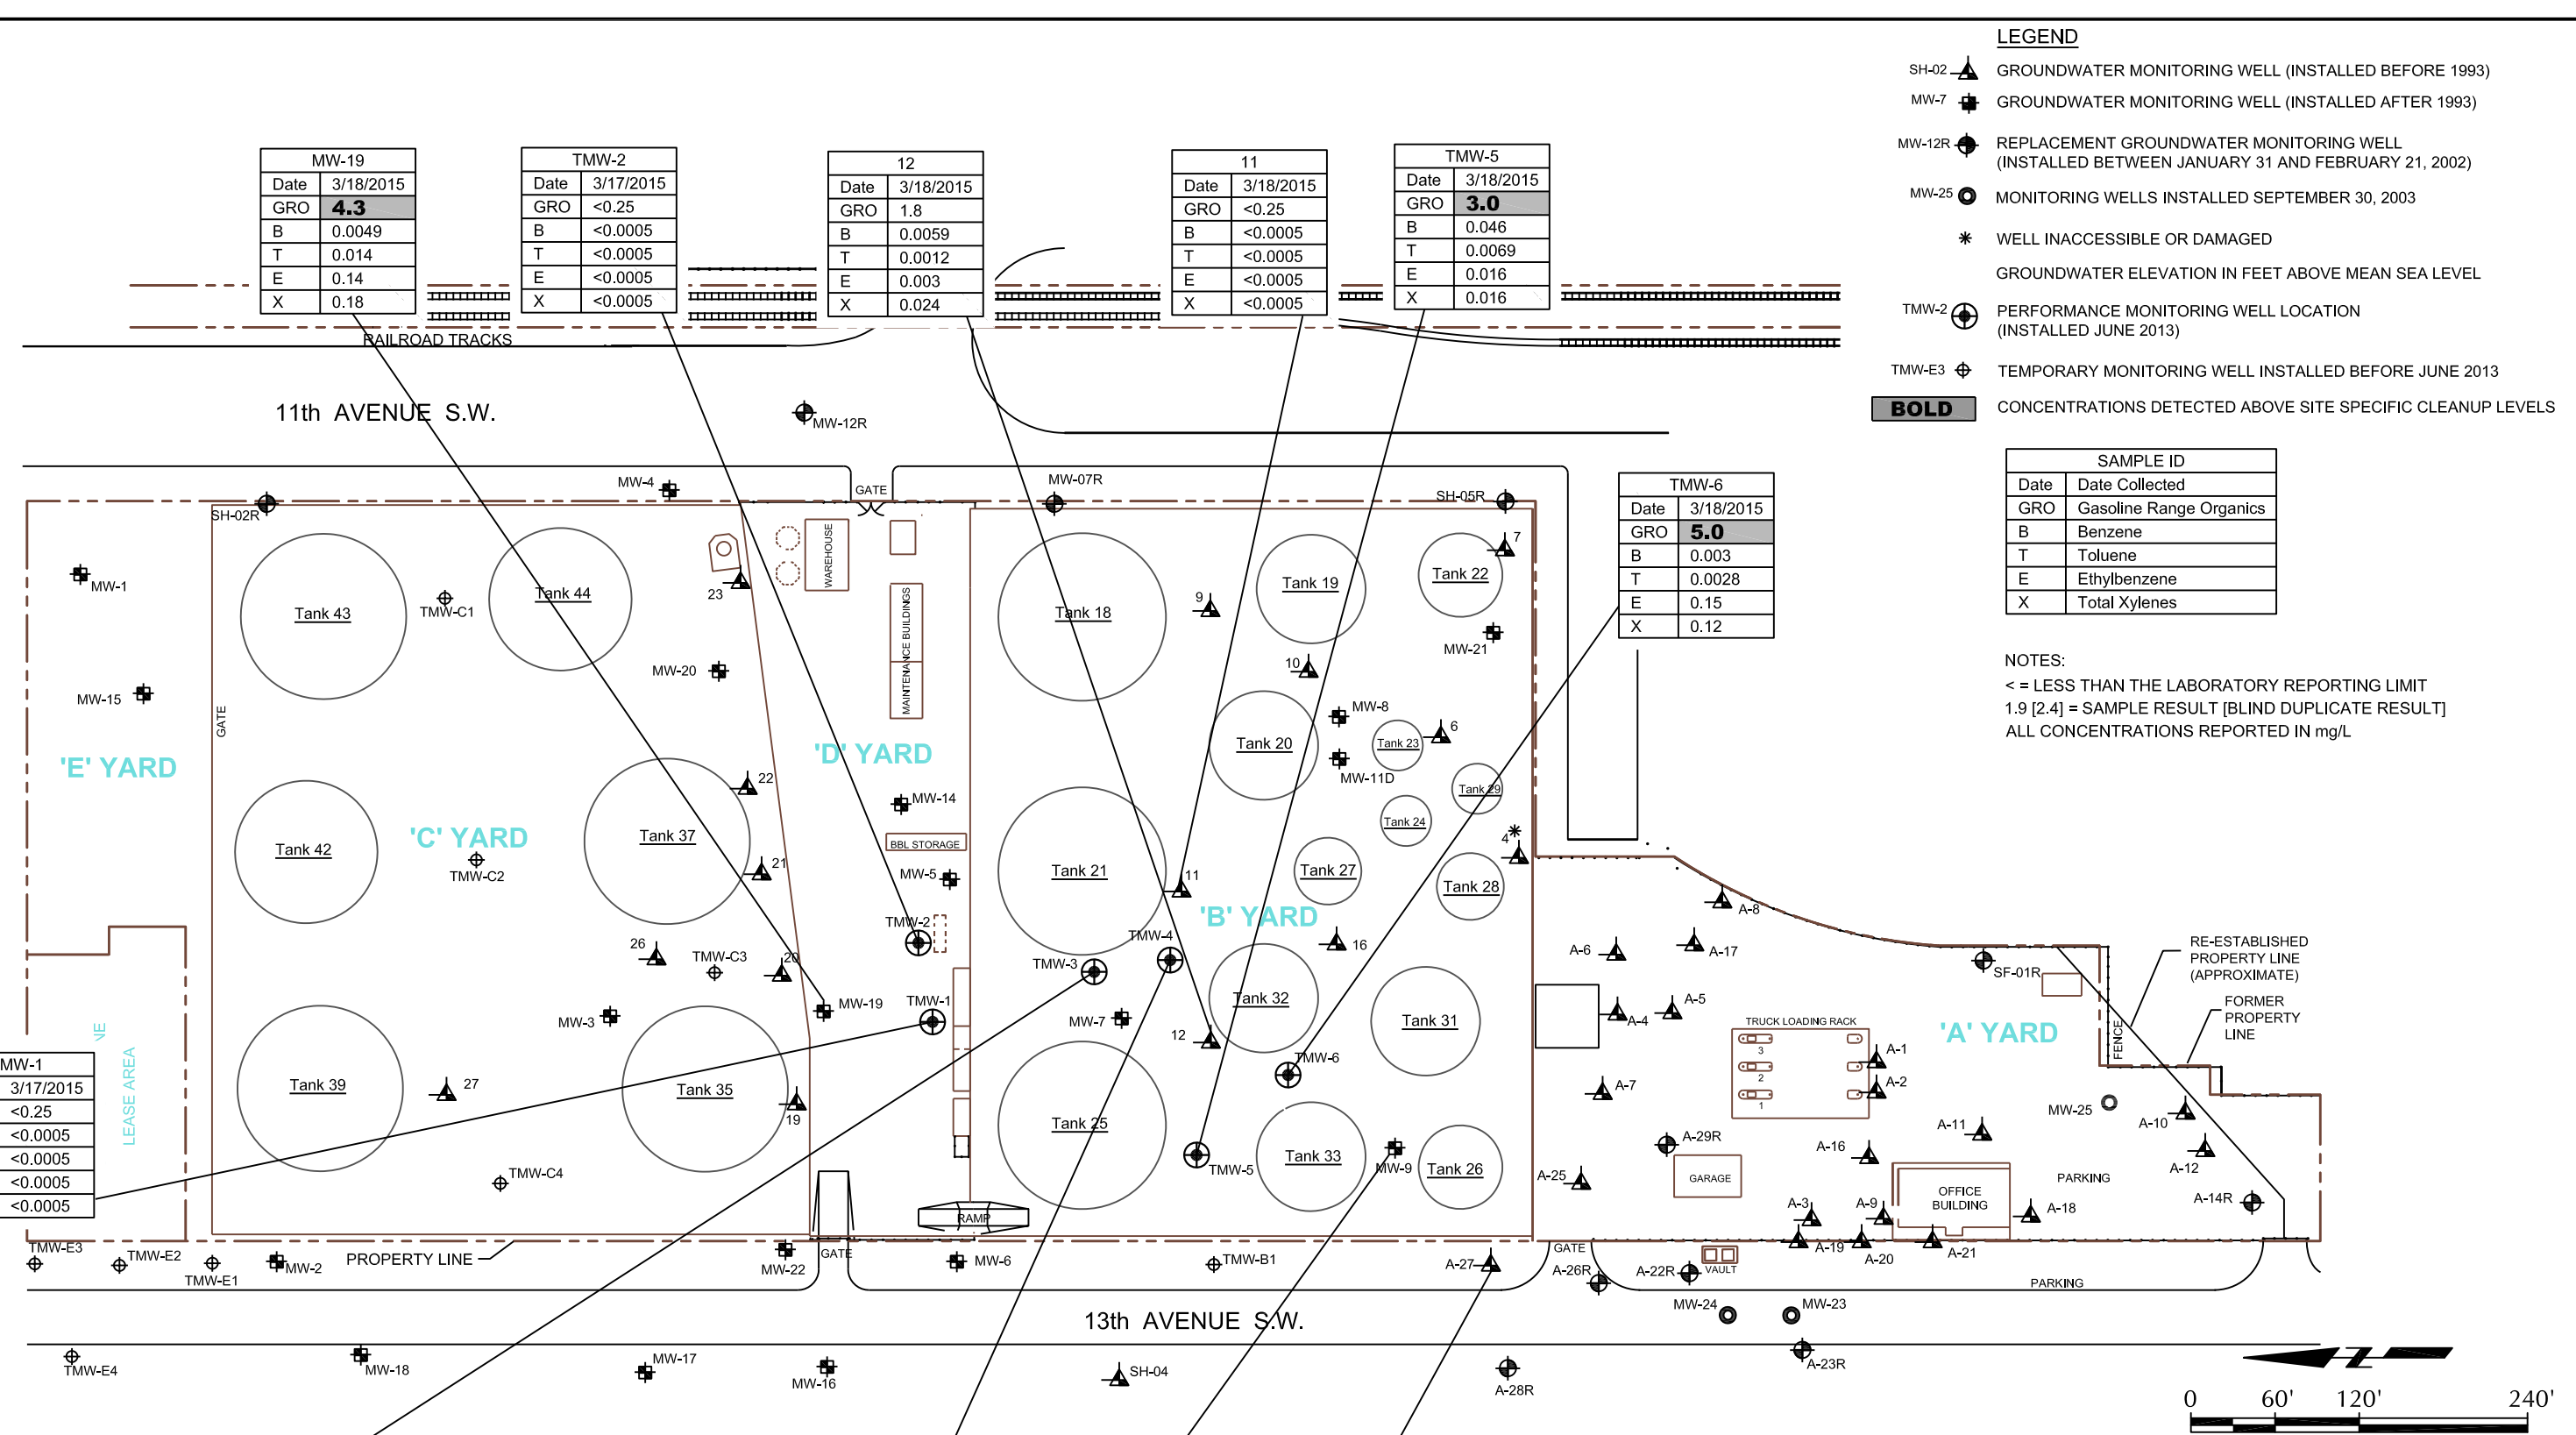 LEGEND
SH-02 GROUNDWATER MONITORING WELL (INSTALLED BEFORE 1993)
MW-7 GROUNDWATER MONITORING WELL (INSTALLED AFTER 1993)
MW-12R REPLACEMENT GROUNDWATER MONITORING WELL
(INSTALLED BETWEEN JANUARY 31 AND FEBRUARY 21, 2002)
MW-25 MONITORING WELLS INSTALLED SEPTEMBER 30, 2003
* WELL INACCESSIBLE OR DAMAGED
GROUNDWATER ELEVATION IN FEET ABOVE MEAN SEA LEVEL
TMW-2 PERFORMANCE MONITORING WELL LOCATION
(INSTALLED JUNE 2013)
TMW-E3 TEMPORARY MONITORING WELL INSTALLED BEFORE JUNE 2013
BOLD CONCENTRATIONS DETECTED ABOVE SITE SPECIFIC CLEANUP LEVELS
SAMPLE ID
Date Date Collected
GRO Gasoline Range Organics
B Benzene
T Toluene
E Ethylbenzene
X Total Xylenes
NOTES:
< = LESS THAN THE LABORATORY REPORTING LIMIT
1.9 [2.4] = SAMPLE RESULT [BLIND DUPLICATE RESULT]
ALL CONCENTRATIONS REPORTED IN mg/L
MW-19
Date 3/18/2015
GRO 4.3
B 0.0049
T 0.014
E 0.14
X 0.18
TMW-2
Date 3/17/2015
GRO <0.25
B <0.0005
T <0.0005
E <0.0005
X <0.0005
12
Date 3/18/2015
GRO 1.8
B 0.0059
T 0.0012
E 0.003
X 0.024
11
Date 3/18/2015
GRO <0.25
B <0.0005
T <0.0005
E <0.0005
X <0.0005
TMW-5
Date 3/18/2015
GRO 3.0
B 0.046
T 0.0069
E 0.016
X 0.016
TMW-6
Date 3/18/2015
GRO 5.0
B 0.003
T 0.0028
E 0.15
X 0.12
MW-1
3/17/2015
<0.25
<0.0005
<0.0005
<0.0005
<0.0005
RAILROAD TRACKS
11th AVENUE S.W.
MW-12R
MW-4
GATE
MW-07R
SH-05R
SH-02R
WAREHOUSE
7
MW-1
Tank 43
TMW-C1
Tank 44
23
Tank 18
9
Tank 19
Tank 22
MAINTENANCE BUILDINGS
MW-21
MW-15
GATE
MW-20
10
MW-8
'E' YARD
'D' YARD
Tank 20
Tank 23
6
MW-11D
22
MW-14
Tank 29
'C' YARD
Tank 42
Tank 37
BBL STORAGE
Tank 24
4
*
TMW-C2
21
MW-5
Tank 21
11
Tank 27
Tank 28
'B' YARD
A-8
TMW-2
26
TMW-C3
20
TMW-4
TMW-3
16
A-6
A-17
SF-01R
RE-ESTABLISHED
PROPERTY LINE
(APPROXIMATE)
FORMER
PROPERTY
LINE
MW-3
MW-19
TMW-1
MW-7
12
Tank 32
Tank 31
A-4
A-5
TRUCK LOADING RACK
3
2
1
'A' YARD
FENCE
NE
LEASE AREA
Tank 39
27
Tank 35
19
Tank 25
TMW-6
A-7
A-1
A-2
MW-25
A-10
A-11
A-12
TMW-C4
TMW-5
Tank 33
MW-9
Tank 26
A-25
A-29R
GARAGE
A-16
OFFICE
BUILDING
PARKING
A-14R
A-3
A-9
A-18
RAMP
TMW-E3
TMW-E2
TMW-E1
MW-2
PROPERTY LINE
MW-22
GATE
MW-6
TMW-B1
A-27
GATE
A-26R
A-22R
VAULT
A-19
A-20
A-21
PARKING
MW-24
MW-23
13th AVENUE S.W.
TMW-E4
MW-18
MW-17
MW-16
SH-04
A-28R
A-23R
Z
0 60' 120' 240'